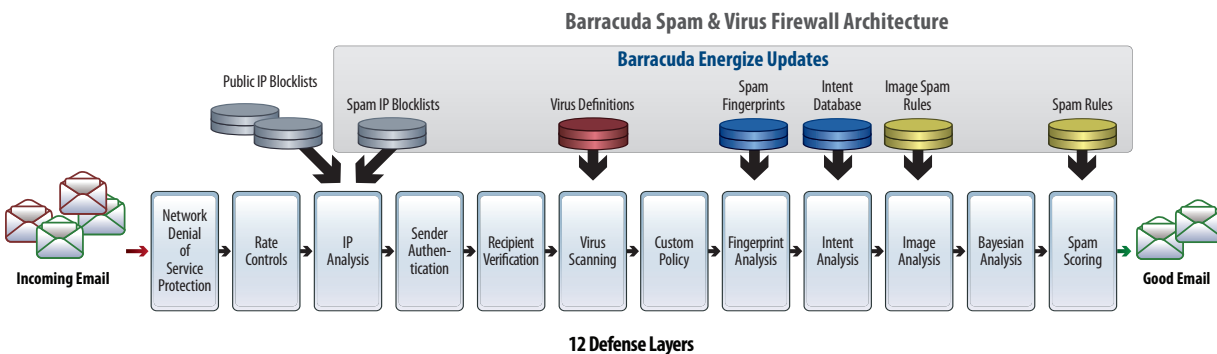 Barracuda Spam & Virus Firewall Architecture
Barracuda Energize Updates
Public IP Blocklists
Spam IP Blocklists
Virus Definitions
Spam
Fingerprints
Intent
Database
Image Spam
Rules
Spam Rules
Incoming Email
Network
Denial
of
Service
Protection
Rate
Controls
IP
Analysis
Sender
Authen-
tication
Recipient
Verification
Virus
Scanning
Custom
Policy
Fingerprint
Analysis
Intent
Analysis
Image
Analysis
Bayesian
Analysis
Spam
Scoring
Good Email
12 Defense Layers